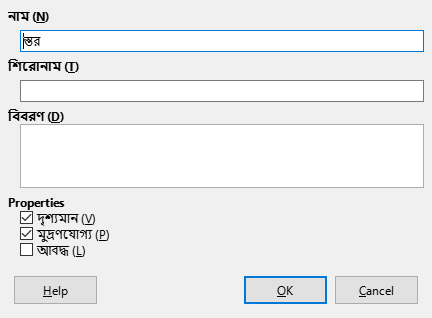 নাম (N)
স্তর
শিরোনাম (T)
বিবরণ (D)
Properties
দৃশ্যমান (V)
মুদ্রণযোগ্য (P)
আবদ্ধ (L)
Help OK Cancel